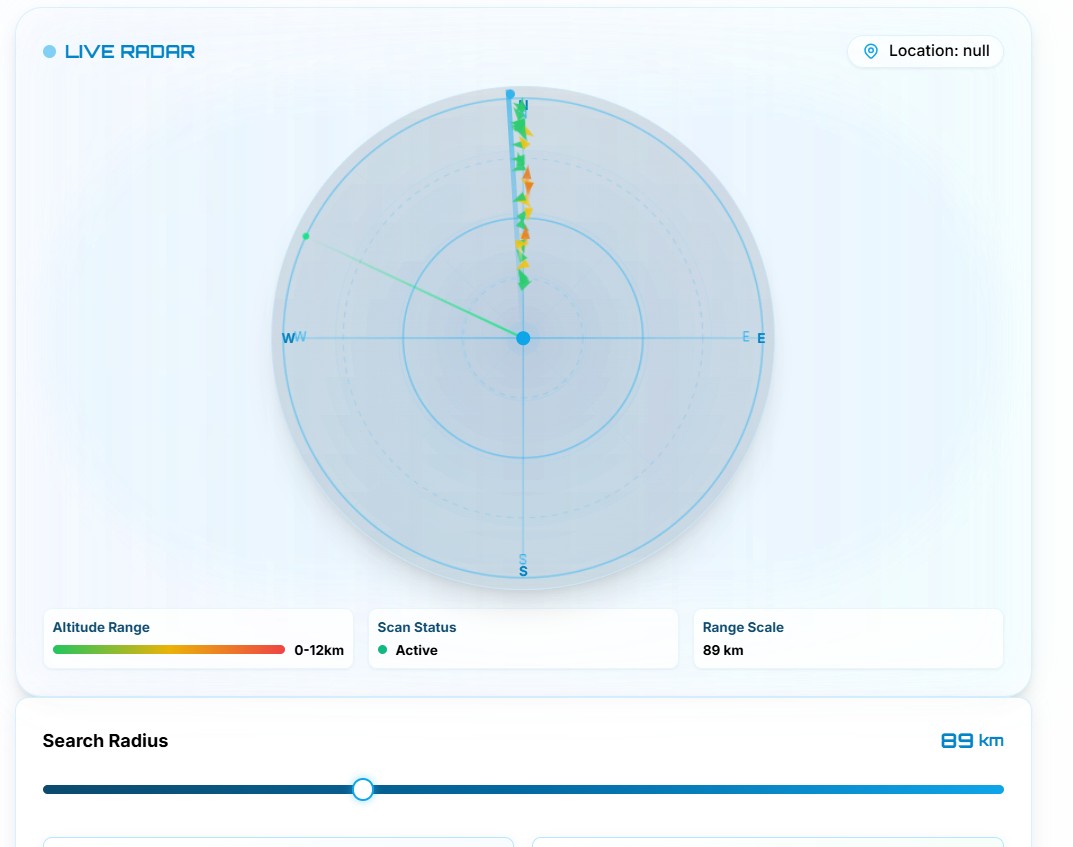 LIVE RADAR
Location: null
N
N
W
W
E
E
S
S
Altitude Range
0-12km
Scan Status
Active
Range Scale
89 km
Search Radius
89 km